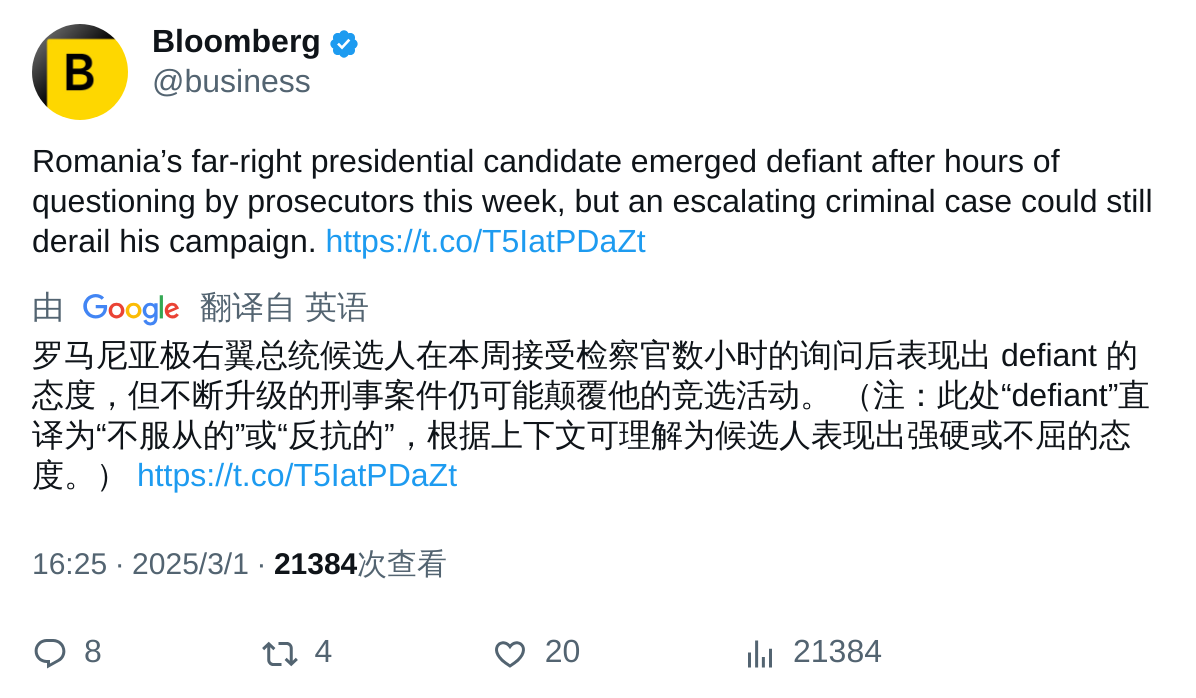 B
Bloomberg
@business
Romania’s far-right presidential candidate emerged defiant after hours of
questioning by prosecutors this week, but an escalating criminal case could still
derail his campaign. https://t.co/T5IatPDaZt
由 Google 翻译自 英语
罗马尼亚极右翼总统候选人在本周接受检察官数小时的询问后表现出 defiant 的
态度，但不断升级的刑事案件仍可能颠覆他的竞选活动。 （注：此处“defiant”直
译为“不服从的”或“反抗的”，根据上下文可理解为候选人表现出强硬或不屈的态
度。） https://t.co/T5IatPDaZt
16:25 · 2025/3/1 · 21384次查看
8 4 20 21384